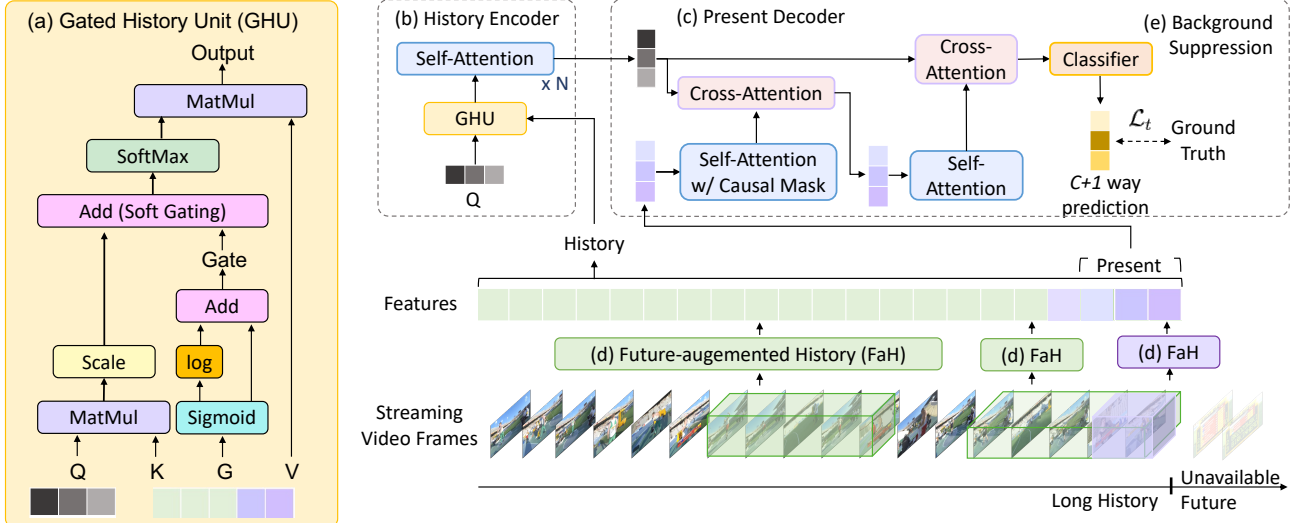 (a) Gated History Unit (GHU)
Output
MatMul
SoftMax
Add (Soft Gating)
Gate
Add
Scale
log
MatMul
Sigmoid
Q K G V
(b) History Encoder
Self-Attention
x N
GHU
Q
(c) Present Decoder
Cross-Attention
Self-Attention
w/ Causal Mask
Cross-
Attention
Self-
Attention
(e) Background
Suppression
Classifier
ℒt
Ground
Truth
C+1 way
prediction
History
Present
Features
(d) Future-augemented History (FaH)
(d) FaH
(d) FaH
Streaming
Video Frames
Long History
Unavailable
Future